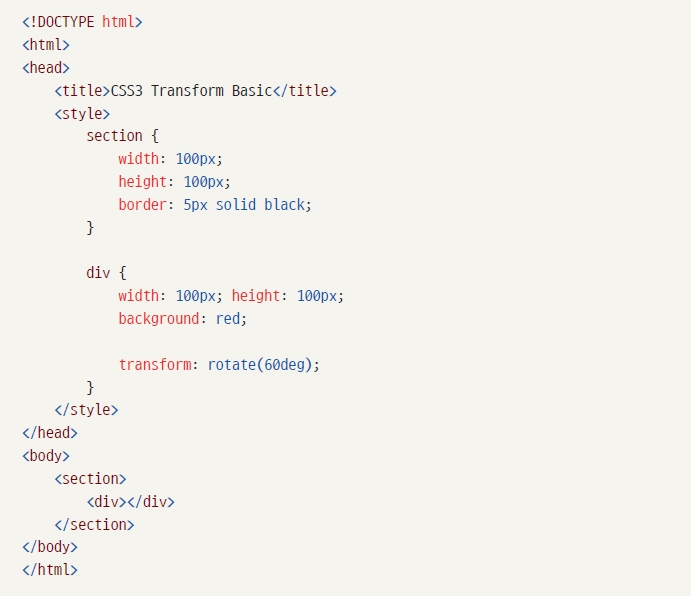 <!DOCTYPE html>
<html>
<head>
    <title>CSS3 Transform Basic</title>
    <style>
        section {
            width: 100px;
            height: 100px;
            border: 5px solid black;
        }

        div {
            width: 100px; height: 100px;
            background: red;

            transform: rotate(60deg);
        }
    </style>
</head>
<body>
    <section>
        <div></div>
    </section>
</body>
</html>